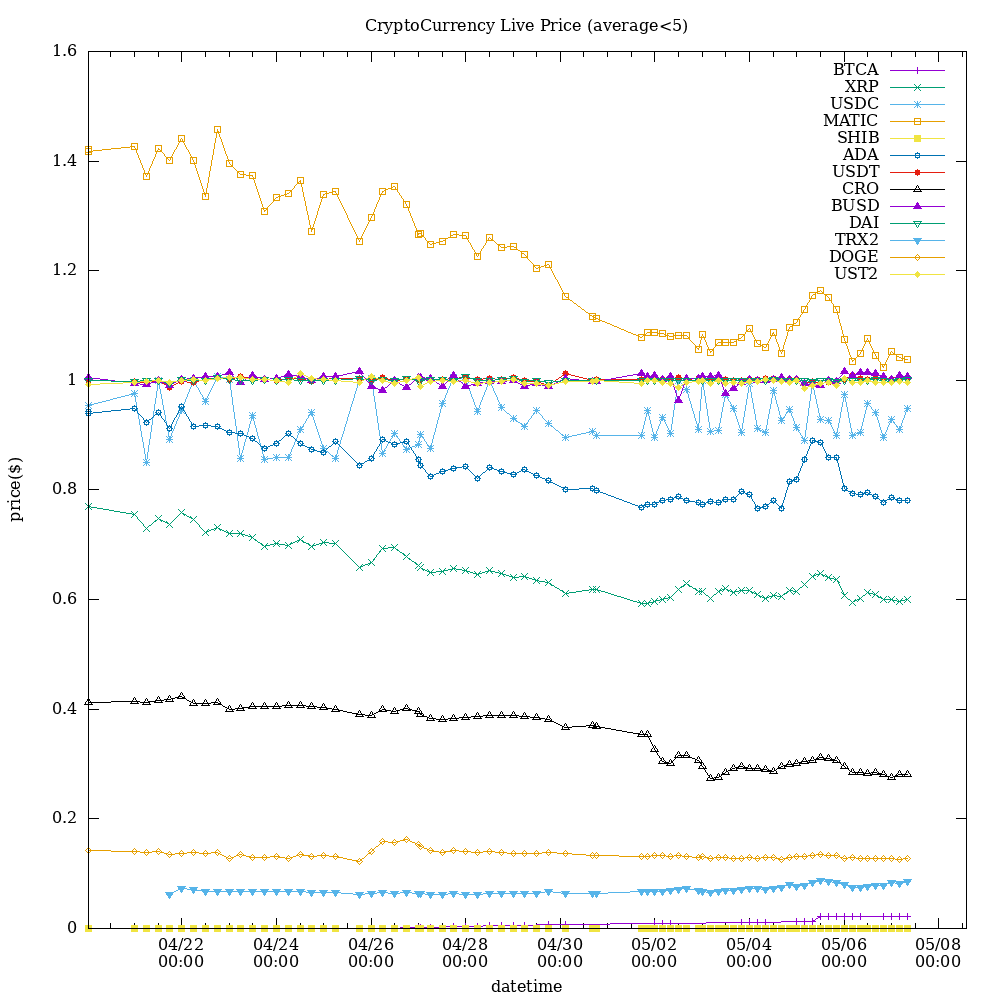 CryptoCurrency Live Price (average<5)
1.6
1.4
1.2
1
0.8
0.6
0.4
0.2
0
price($)
BTCA
XRP
USDC
MATIC
SHIB
ADA
USDT
CRO
BUSD
DAI
TRX2
DOGE
UST2
04/22 04/24 04/26 04/28 04/30 05/02 05/04 05/06 05/08
00:00 00:00 00:00 00:00 00:00 00:00 00:00 00:00 00:00
datetime